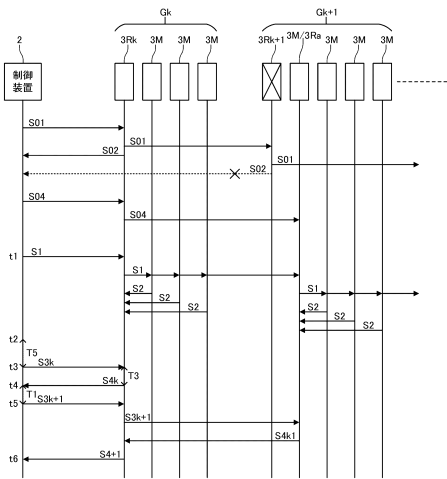 Gk Gk+1
2 3Rk 3M 3M 3M 3Rk+1 3M/3Ra 3M 3M 3M
制御
装置
S01
S01
S02 S01
S02
S04
S04
t1 S1
S1 S1
S2 S2
S2 S2
S2 S2
t2
T5
t3 S3k
T3
t4 S4k
T1
t5 S3k+1
S3k+1
S4k1
t6 S4+1